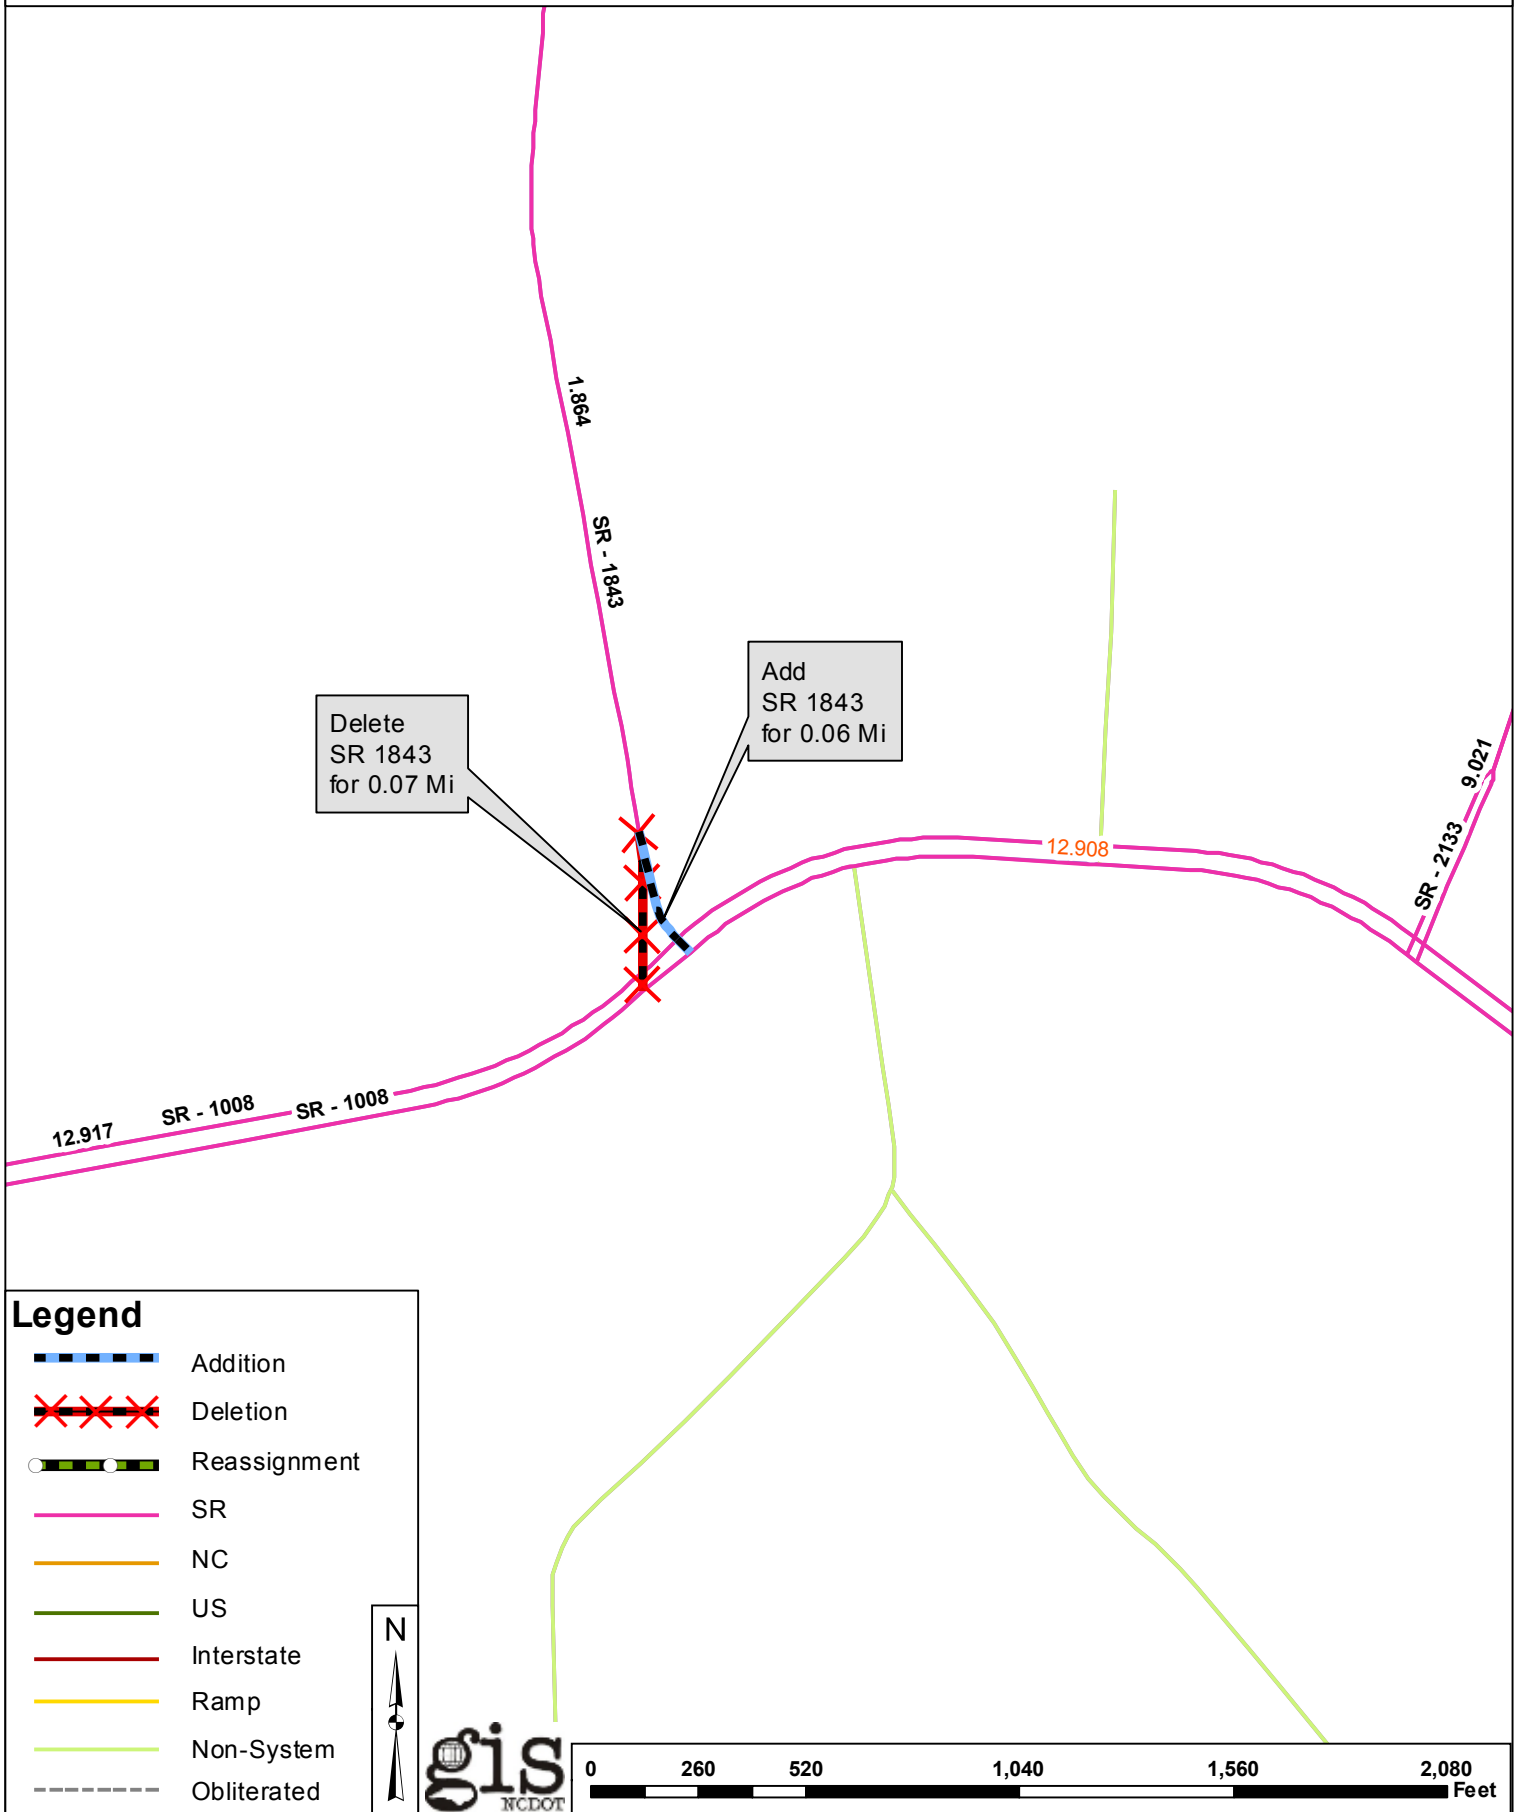 1.864
SR - 1843
Add
SR 1843
for 0.06 Mi
Delete
SR 1843
for 0.07 Mi
9.021
SR - 2133
12.908
12.917
SR - 1008
SR - 1008
Legend
Addition
Deletion
Reassignment
SR
NC
US
Interstate
Ramp
Non-System
Obliterated
N
gis
NCDOT
0 260 520 1,040 1,560 2,080
Feet